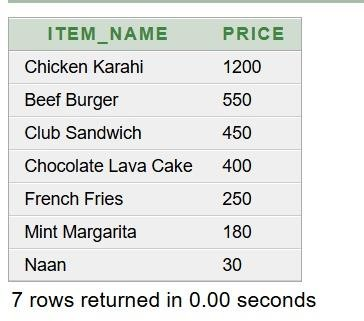 ITEM_NAME PRICE
Chicken Karahi 1200
Beef Burger 550
Club Sandwich 450
Chocolate Lava Cake 400
French Fries 250
Mint Margarita 180
Naan 30
7 rows returned in 0.00 seconds